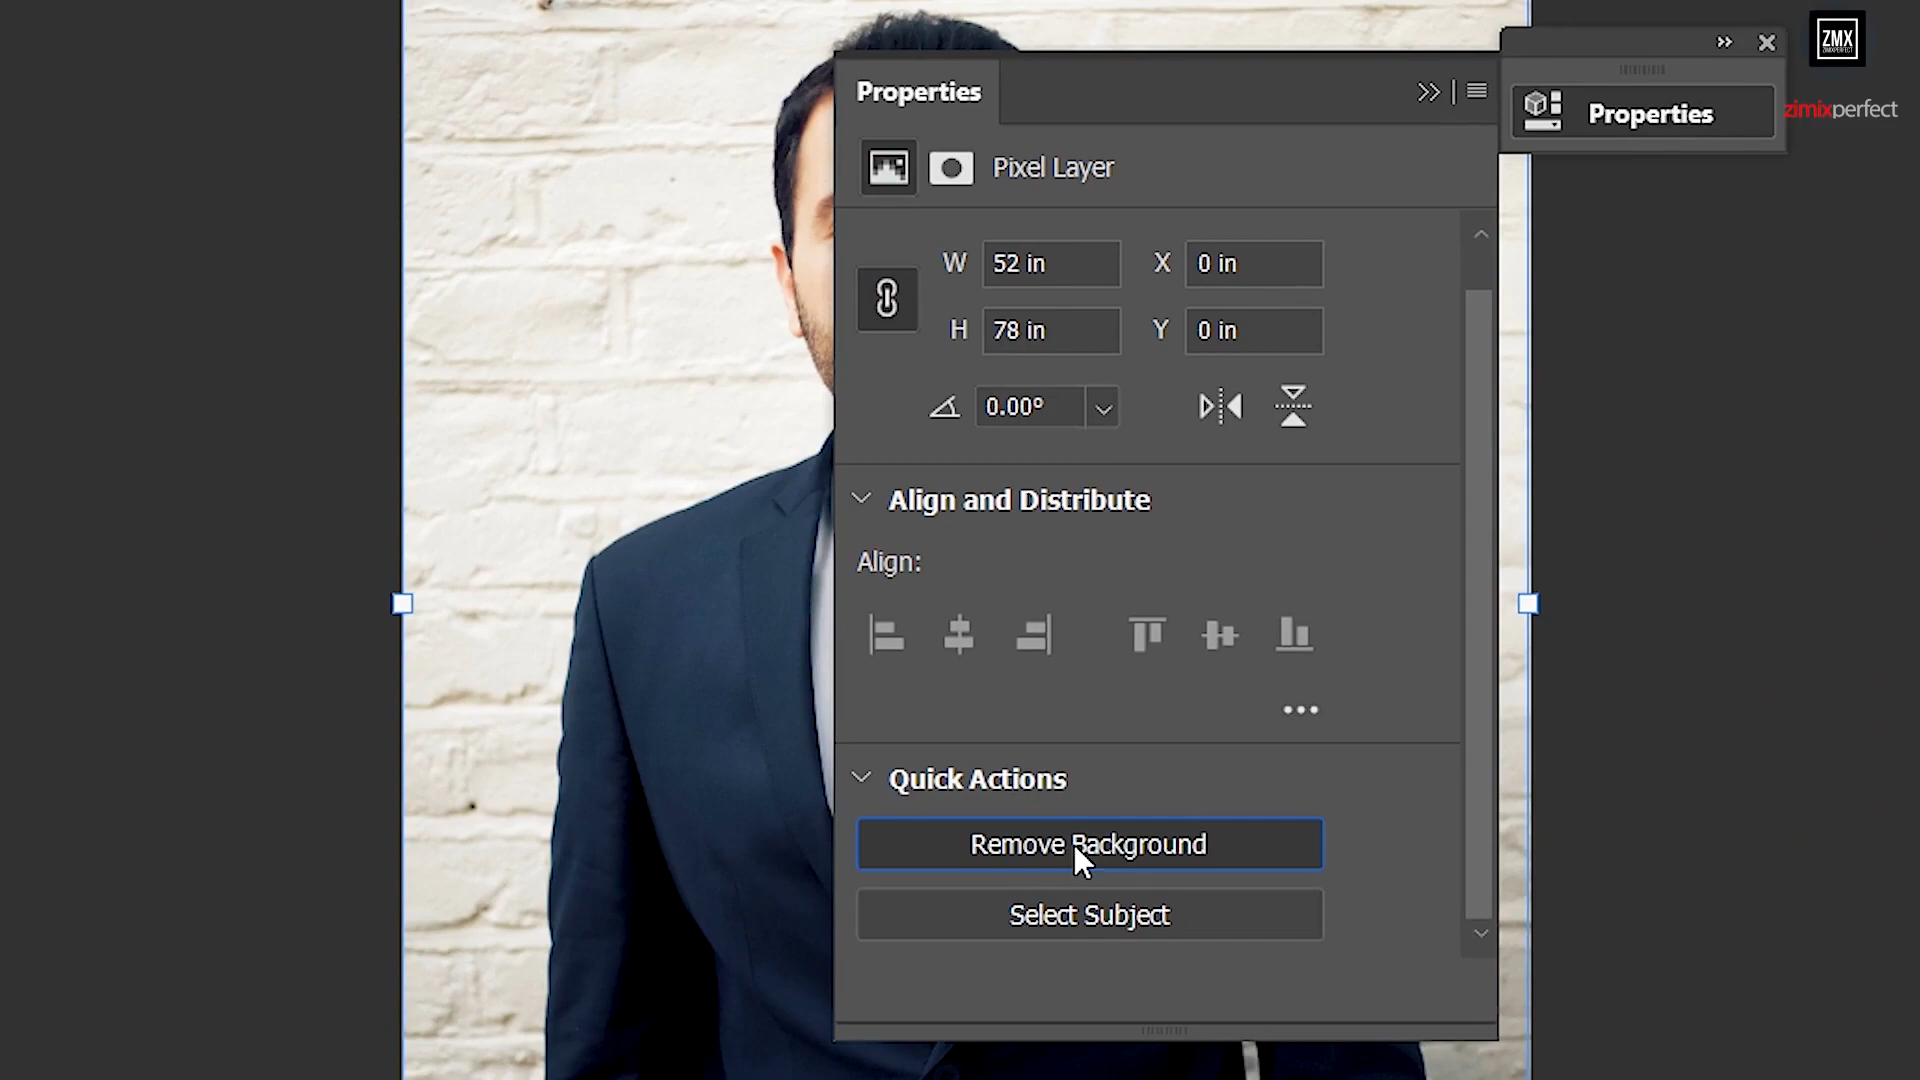 Properties
Properties
ZMX
zimixperfect
Pixel Layer
W 52 in X 0 in
H 78 in Y 0 in
0.00°
Align and Distribute
Align:
Quick Actions
Remove Background
Select Subject